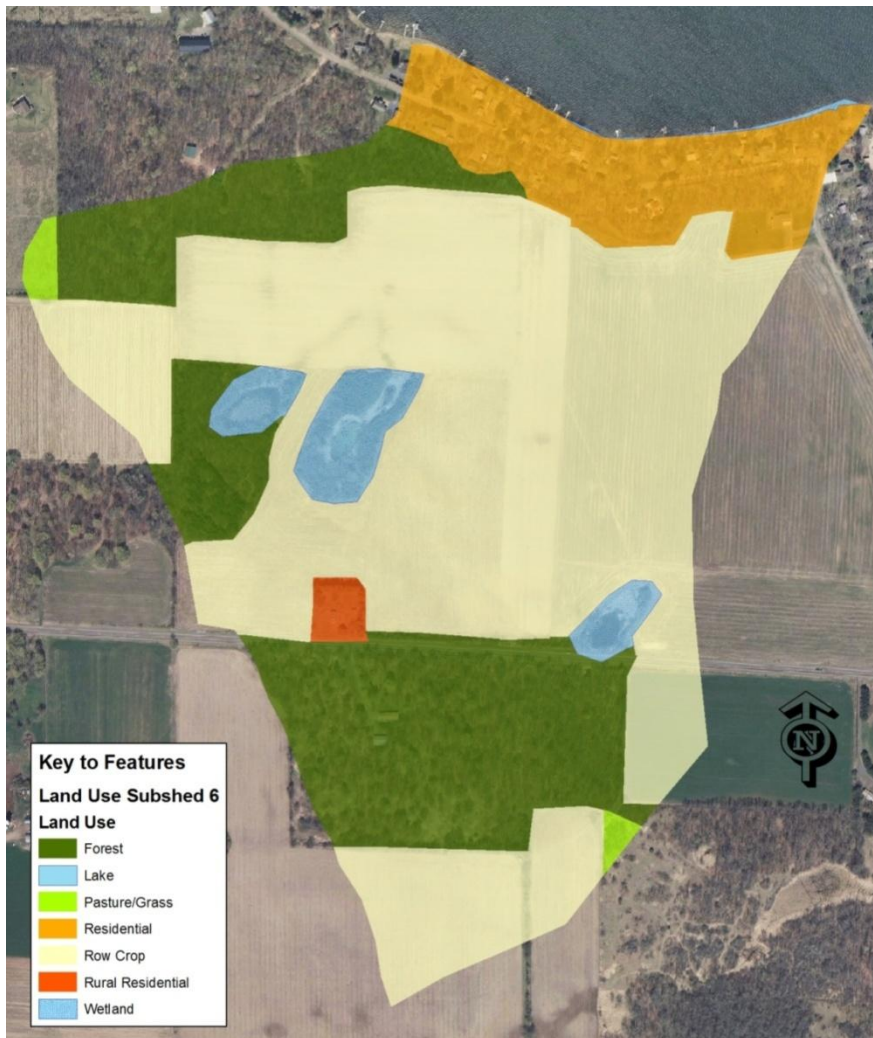 N
Key to Features
Land Use Subshed 6
Land Use
Forest
Lake
Pasture/Grass
Residential
Row Crop
Rural Residential
Wetland